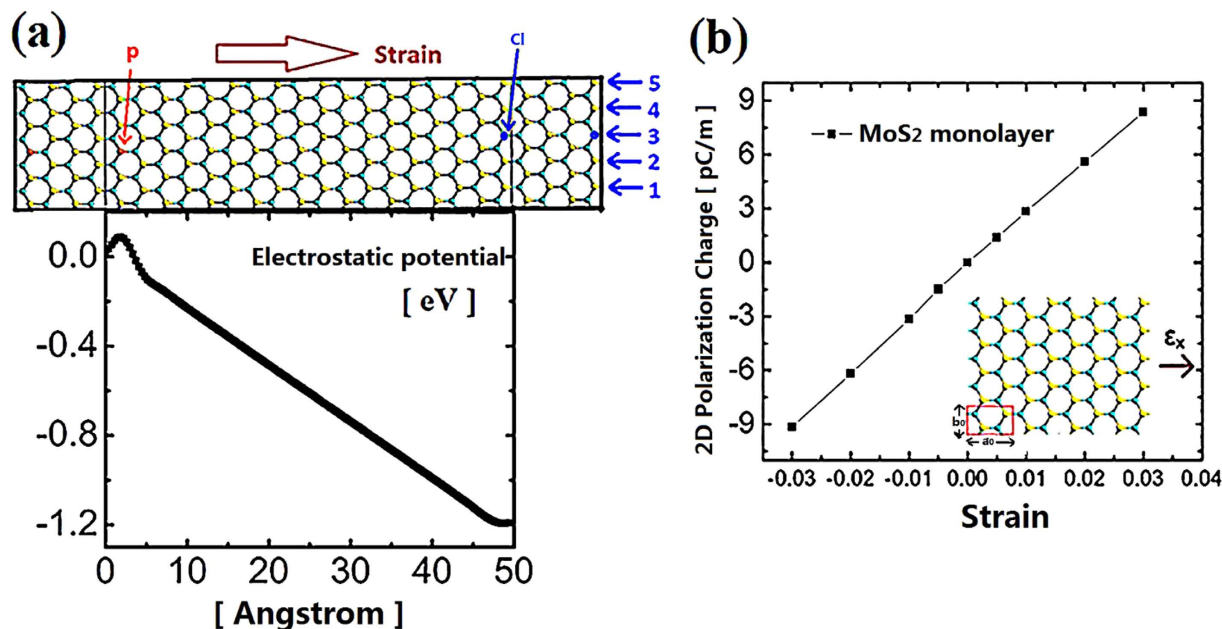 (a)
P
Strain
Cl
5
4
3
2
1
Electrostatic potential
[ eV ]
0.0
-0.4
-0.8
-1.2
0 10 20 30 40 50
[ Angstrom ]
(b)
2D Polarization Charge [ pC/m ]
9
6
3
0
-3
-6
-9
MoS2 monolayer
εx
b0
a0
-0.03 -0.02 -0.01 0.00 0.01 0.02 0.03 0.04
Strain